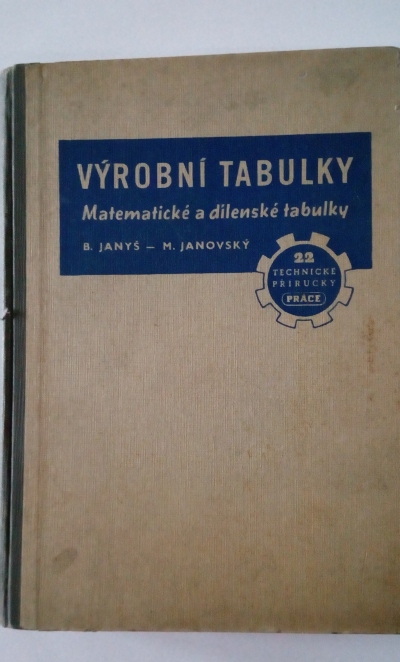 VÝROBNÍ TABULKY
Matematické a dílenské tabulky
B. JANYŠ — M. JANOVSKÝ
22
TECHNICKÉ
PŘÍRUČKY
PRÁCE